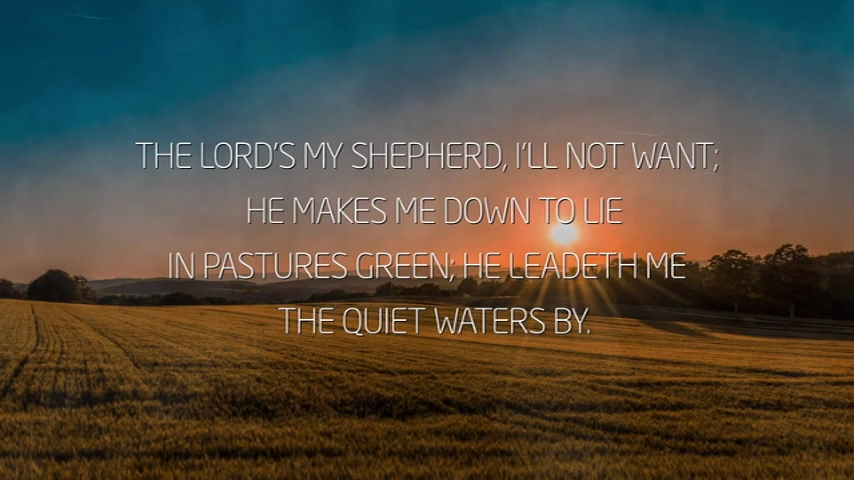 THE LORD'S MY SHEPHERD, I'LL NOT WANT;
HE MAKES ME DOWN TO LIE
IN PASTURES GREEN; HE LEADETH ME
THE QUIET WATERS BY.